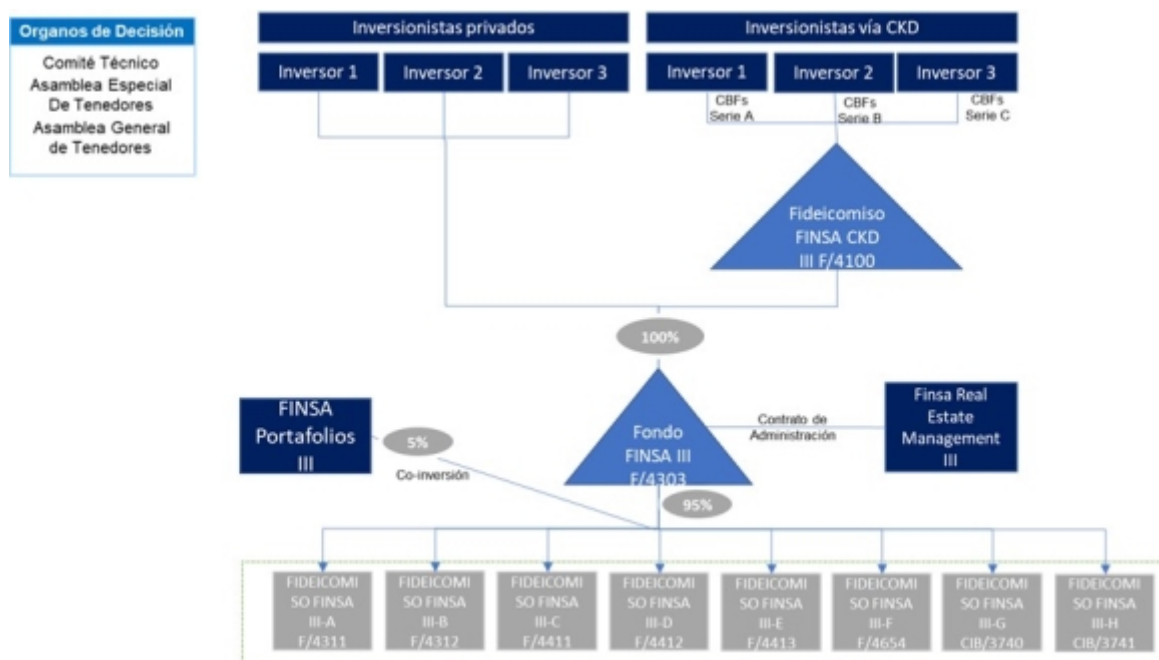 Organos de Decisión
Comité Técnico
Asamblea Especial
De Tenedores
Asamblea General
de Tenedores
Inversionistas privados
Inversor 1
Inversor 2
Inversor 3
Inversionistas vía CKD
Inversor 1
Inversor 2
Inversor 3
CBFs
Serie A
CBFs
Serie B
CBFs
Serie C
Fideicomiso
FINSA CKD
III F/4100
100%
FINSA
Portafolios
III
5%
Co-inversión
Fondo
FINSA III
F/4303
Contrato de
Administración
Finsa Real
Estate
Management
III
95%
FIDEICOMI
SO FINSA
III-A
F/4311
FIDEICOMI
SO FINSA
III-B
F/4312
FIDEICOMI
SO FINSA
III-C
F/4411
FIDEICOMI
SO FINSA
III-D
F/4412
FIDEICOMI
SO FINSA
III-E
F/4413
FIDEICOMI
SO FINSA
III-F
F/4654
FIDEICOMI
SO FINSA
III-G
CIB/3740
FIDEICOMI
SO FINSA
III-H
CIB/3741